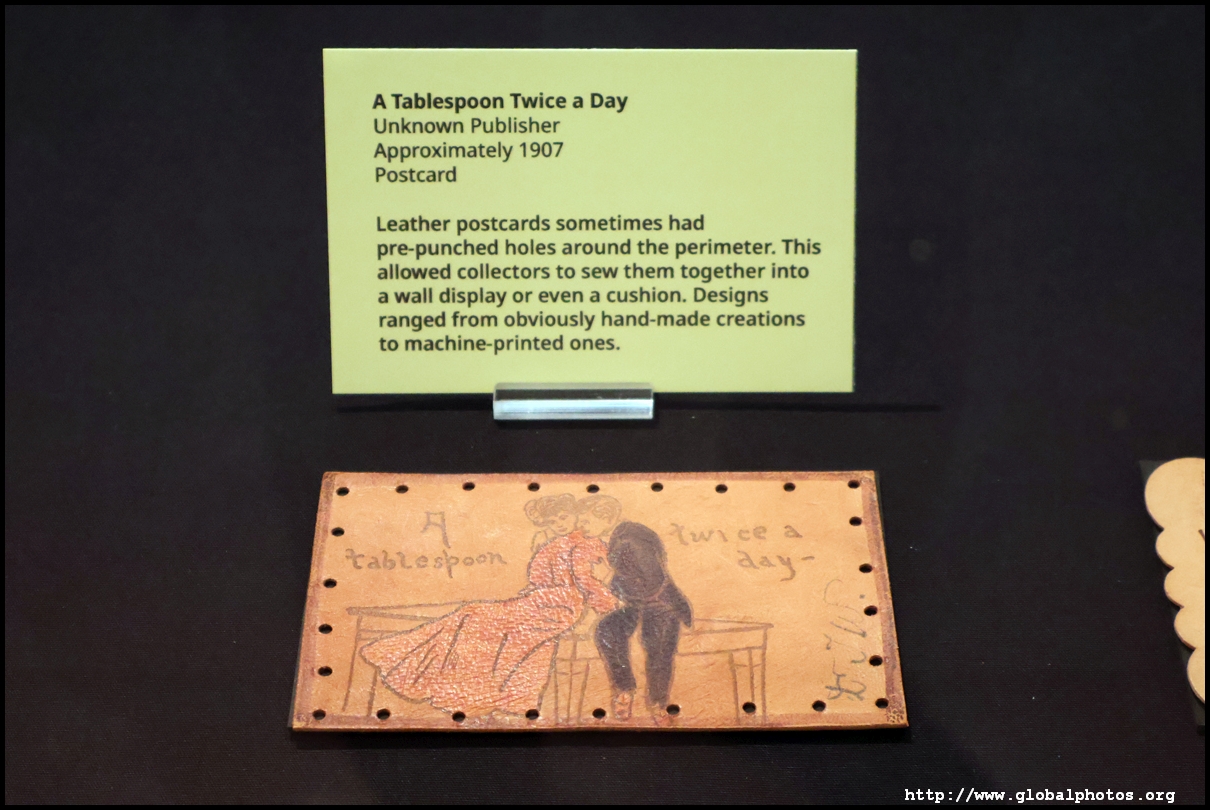 A Tablespoon Twice a Day
Unknown Publisher
Approximately 1907
Postcard
Leather postcards sometimes had
pre-punched holes around the perimeter. This
allowed collectors to sew them together into
a wall display or even a cushion. Designs
ranged from obviously hand-made creations
to machine-printed ones.
A
tablespoon
twice a
day-
http://www.globalphotos.org